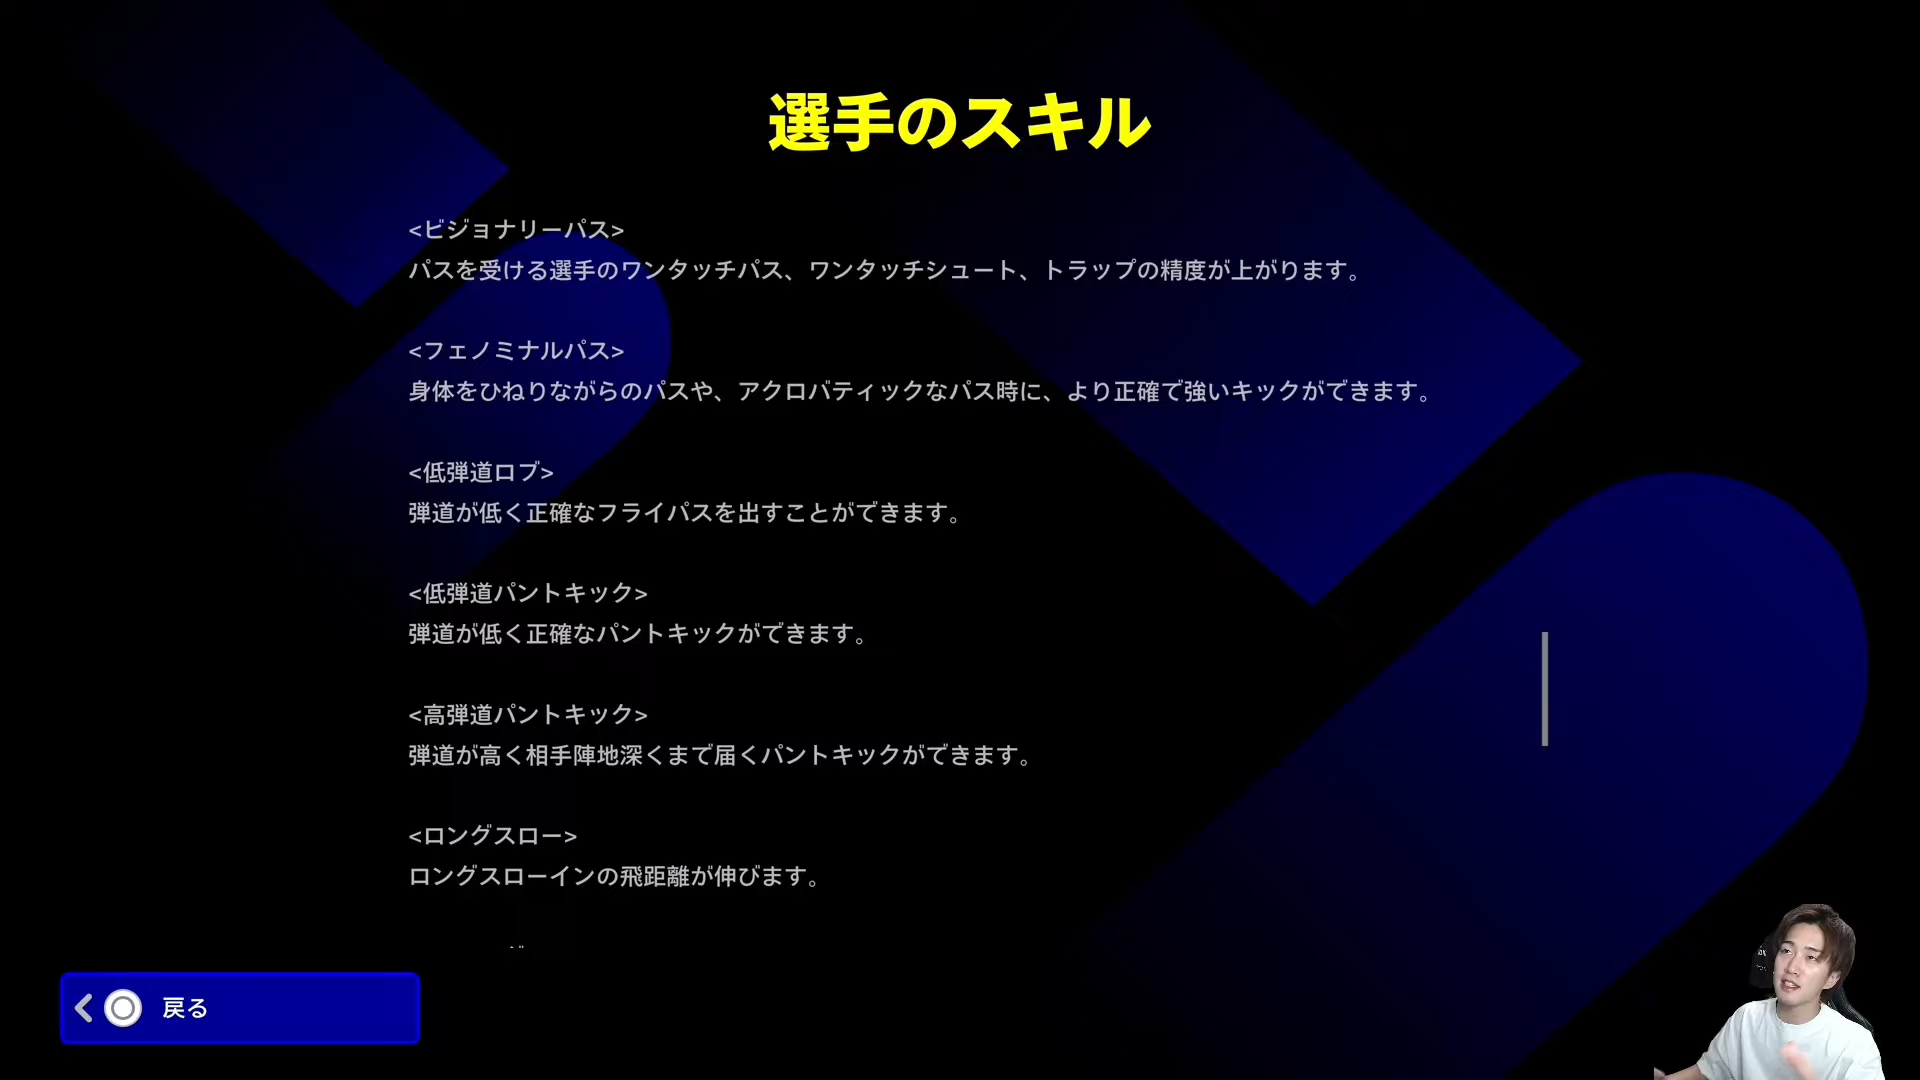 選手のスキル
<ビジョナリーパス>
パスを受ける選手のワンタッチパス、ワンタッチシュート、トラップの精度が上がります。
<フェノミナルパス>
身体をひねりながらのパスや、アクロバティックなパス時に、より正確で強いキックができます。
<低弾道ロブ>
弾道が低く正確なフライパスを出すことができます。
<低弾道パントキック>
弾道が低く正確なパントキックができます。
<高弾道パントキック>
弾道が高く相手陣地深くまで届くパントキックができます。
<ロングスロー>
ロングスローインの飛距離が伸びます。
戻る